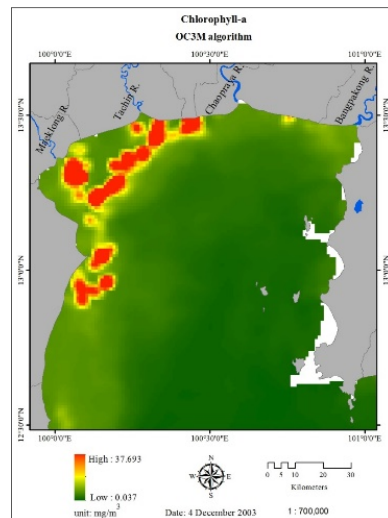 Chlorophyll-a
OC3M algorithm
100°0'0"E 100°30'0"E 101°0'0"E
Maeklong R.
Tachin R.
Chaopraya R.
Bangpakong R.
13°30'0"N
13°0'0"N
12°30'0"N
100°0'0"E 100°30'0"E 101°0'0"E
High : 37.693
Low : 0.037
unit: mg/m3
N
W E
S
0 5 10 20 30
Kilometers
Date: 4 December 2003
1 : 700,000